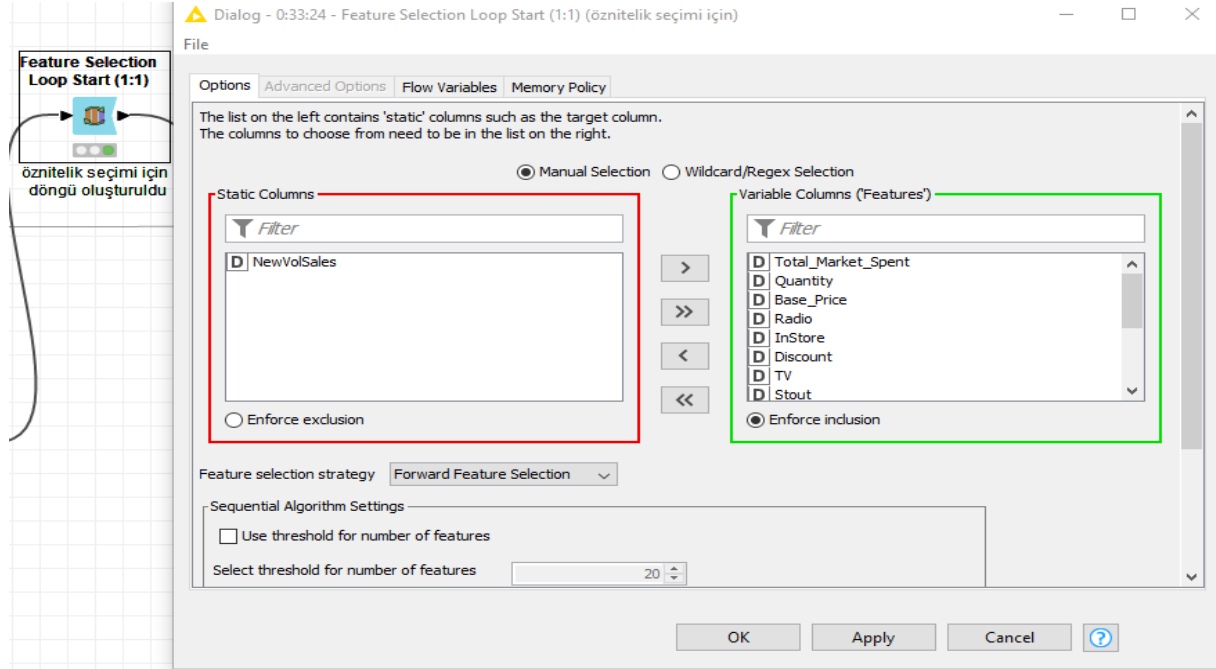 Feature Selection
Loop Start (1:1)
öznitelik seçimi için
döngü oluşturuldu
Dialog - 0:33:24 - Feature Selection Loop Start (1:1) (öznitelik seçimi için)
File
Options Advanced Options Flow Variables Memory Policy
The list on the left contains 'static' columns such as the target column.
The columns to choose from need to be in the list on the right.
Manual Selection Wildcard/Regex Selection
Static Columns
Filter
D NewVolSales
Enforce exclusion
>
>>
<
<<
Variable Columns ('Features')
Filter
D Total_Market_Spent
D Quantity
D Base_Price
D Radio
D InStore
D Discount
D TV
D Stout
Enforce inclusion
Feature selection strategy Forward Feature Selection
Sequential Algorithm Settings
Use threshold for number of features
Select threshold for number of features 20
OK Apply Cancel ?